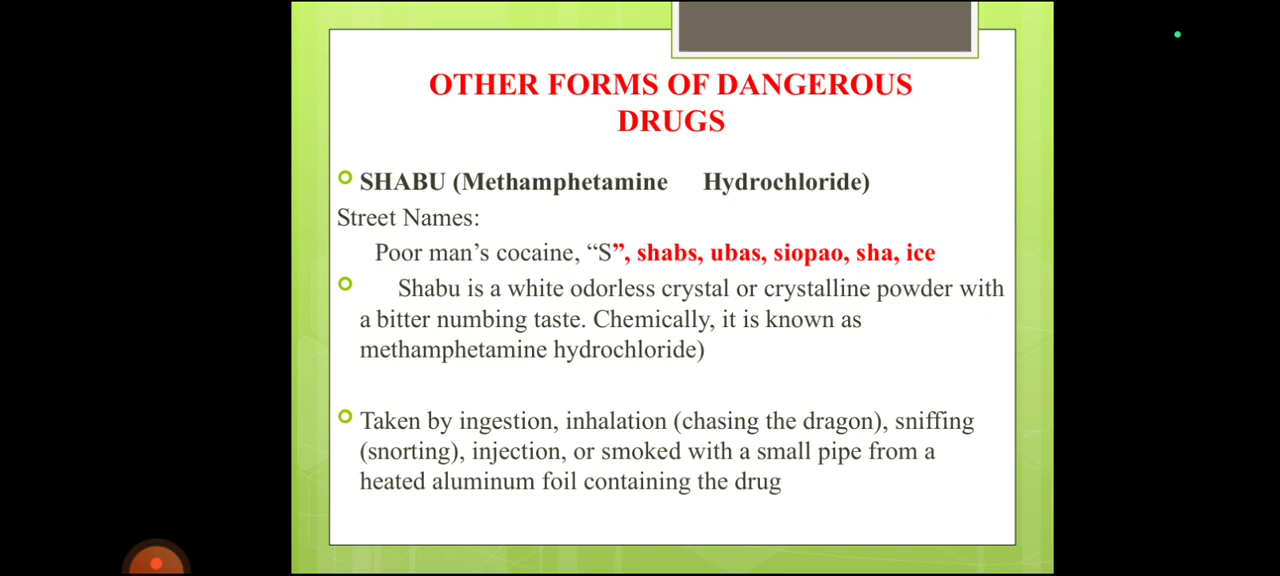 OTHER FORMS OF DANGEROUS
DRUGS
SHABU (Methamphetamine Hydrochloride)
Street Names:
Poor man’s cocaine, “S”, shabs, ubas, siopao, sha, ice
Shabu is a white odorless crystal or crystalline powder with
a bitter numbing taste. Chemically, it is known as
methamphetamine hydrochloride)
Taken by ingestion, inhalation (chasing the dragon), sniffing
(snorting), injection, or smoked with a small pipe from a
heated aluminum foil containing the drug